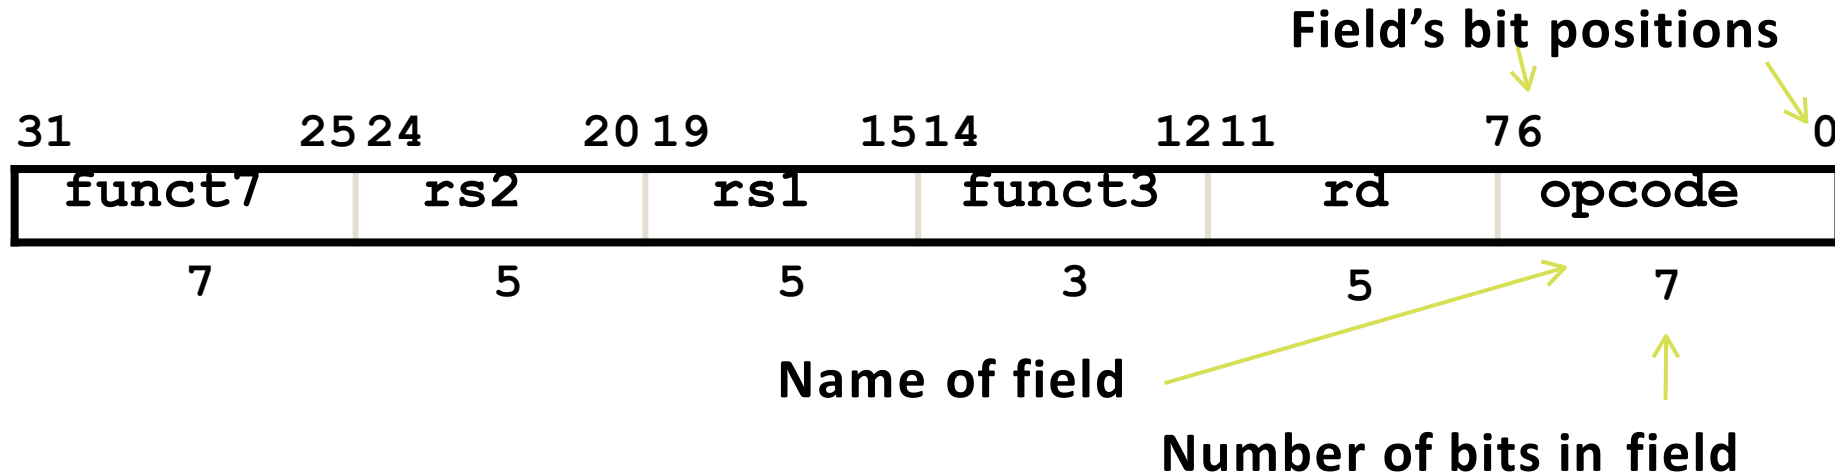 Field’s bit positions
31 25 24 20 19 15 14 12 11 7 6 0
funct7 rs2 rs1 funct3 rd opcode
7 5 5 3 5 7
Name of field
Number of bits in field